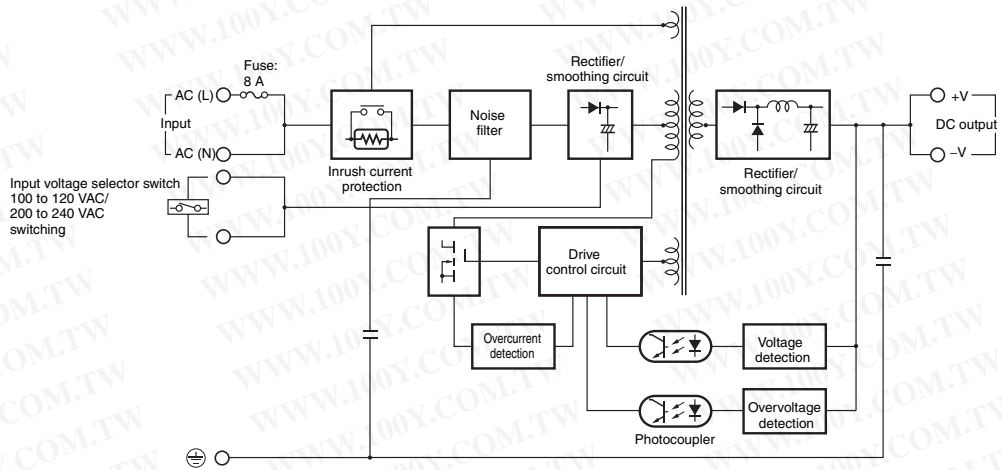 Fuse:
8 A
AC (L)
Input
AC (N)
Input voltage selector switch
100 to 120 VAC/
200 to 240 VAC
switching
Inrush current
protection
Noise
filter
Rectifier/
smoothing circuit
Rectifier/
smoothing circuit
+V
DC output
–V
Drive
control circuit
Overcurrent
detection
Voltage
detection
Overvoltage
detection
Photocoupler
WWW.100Y.COM.TW